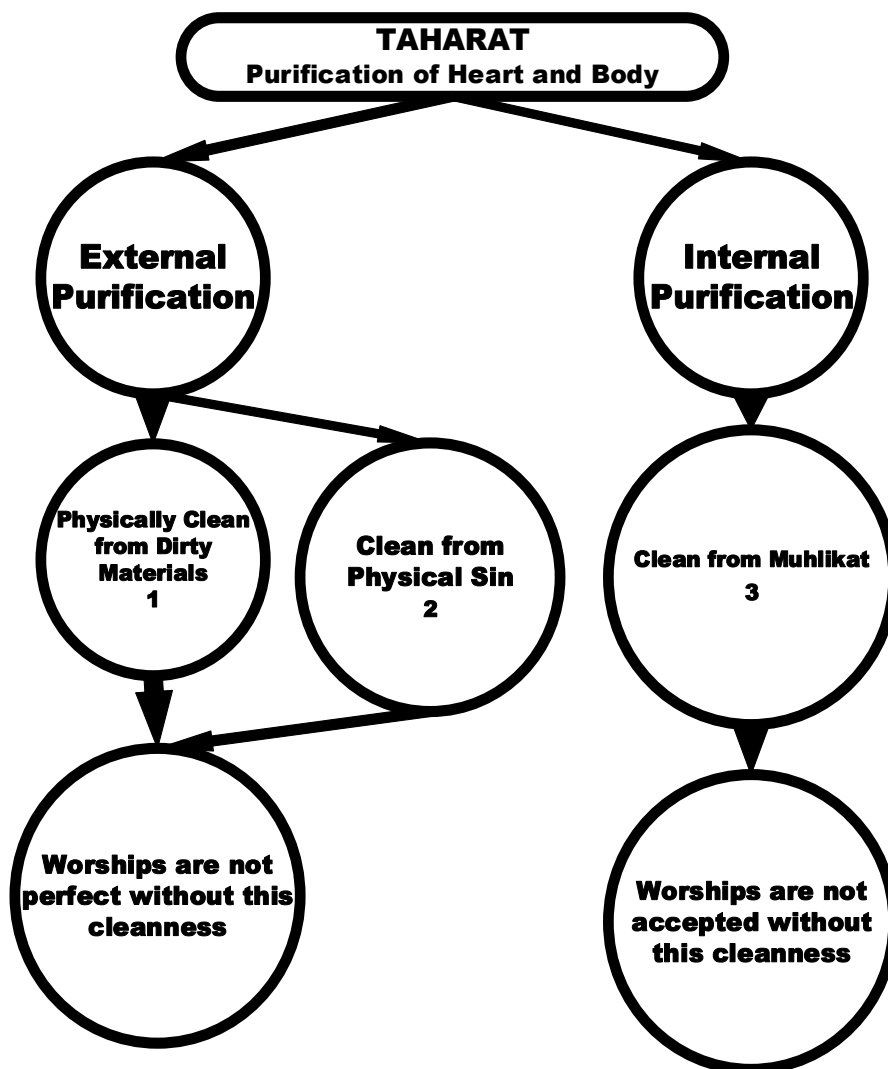 TAHARAT
Purification of Heart and Body
External
Purification
Internal
Purification
Physically Clean
from Dirty
Materials
1
Clean from
Physical Sin
2
Clean from Muhlikat
3
Worships are not
perfect without this
cleanness
Worships are not
accepted without
this cleanness